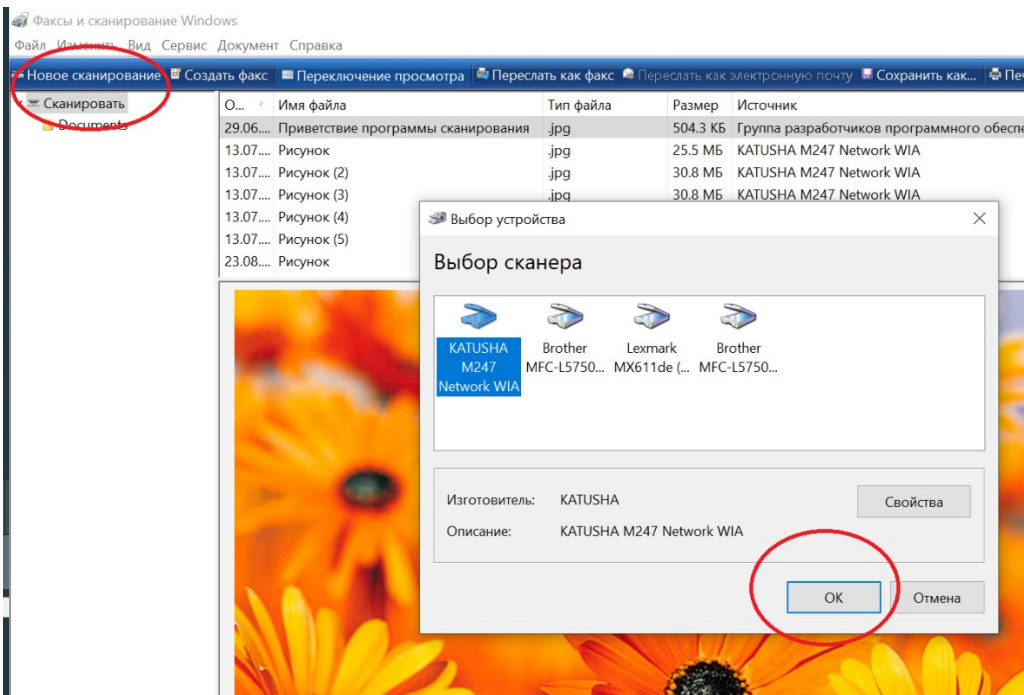 Факсы и сканирование Windows
Файл Изменить Вид Сервис Документ Справка
Новое сканирование Создать факс Переключение просмотра Переслать как факс Переслать как электронную почту Сохранить как...
Сканировать
Documents
О... Имя файла Тип файла Размер Источник
29.06.... Приветствие программы сканирования .jpg 504.3 КБ Группа разработчиков программного
13.07.... Рисунок .jpg 25.5 МБ KATUSHA M247 Network WIA
13.07.... Рисунок (2) .jpg 30.8 МБ KATUSHA M247 Network WIA
13.07.... Рисунок (3) .jpg 30.8 МБ KATUSHA M247 Network WIA
13.07.... Рисунок (4)
13.07.... Рисунок (5)
23.08.... Рисунок
Выбор устройства
Выбор сканера
KATUSHA M247 Network WIA
Brother MFC-L5750...
Lexmark MX611de (...
Brother MFC-L5750...
Изготовитель: KATUSHA
Свойства
Описание: KATUSHA M247 Network WIA
ОК Отмена